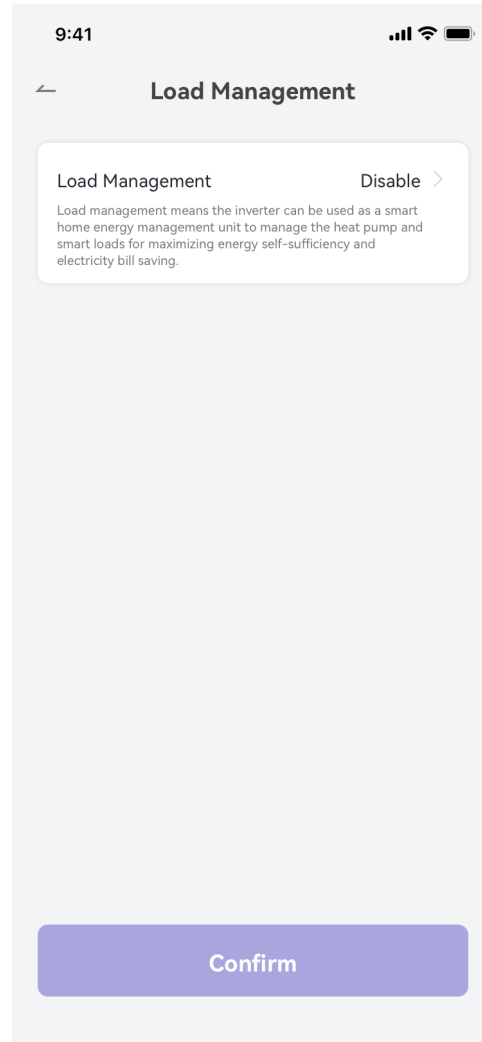 9:41
Load Management
Load Management Disable
Load management means the inverter can be used as a smart
home energy management unit to manage the heat pump and
smart loads for maximizing energy self-sufficiency and
electricity bill saving.
Confirm